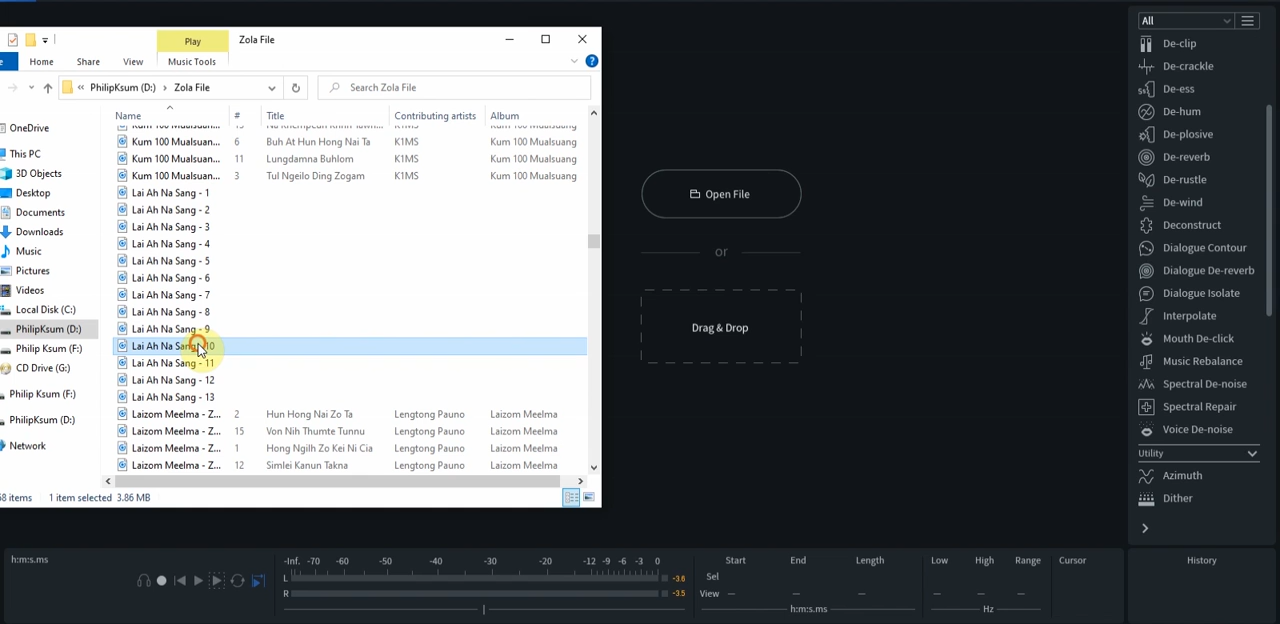 Play
Zola File
e
Home
Share
View
Music Tools
PhilipKsum (D:)
Zola File
Search Zola File
Name
#
Title
Contributing artists
Album
OneDrive
This PC
3D Objects
Desktop
Documents
Downloads
Music
Pictures
Videos
Local Disk (C:)
PhilipKsum (D:)
Philip Ksum (F:)
CD Drive (G:)
Philip Ksum (F:)
PhilipKsum (D:)
Network
Kum 100 Mualsuan... 13 K1MS Kum 100 Mualsuang
Kum 100 Mualsuan... 6 Buh At Hun Hong Nai Ta K1MS Kum 100 Mualsuang
Kum 100 Mualsuan... 11 Lungdamna Buhlom K1MS Kum 100 Mualsuang
Kum 100 Mualsuan... 3 Tul Ngeilo Ding Zogam K1MS Kum 100 Mualsuang
Lai Ah Na Sang - 1
Lai Ah Na Sang - 2
Lai Ah Na Sang - 3
Lai Ah Na Sang - 4
Lai Ah Na Sang - 5
Lai Ah Na Sang - 6
Lai Ah Na Sang - 7
Lai Ah Na Sang - 8
Lai Ah Na Sang - 9
Lai Ah Na Sang - 10
Lai Ah Na Sang - 11
Lai Ah Na Sang - 12
Lai Ah Na Sang - 13
Laizom Meelma - Z... 2 Hun Hong Nai Zo Ta Lengtong Pauno Laizom Meelma
Laizom Meelma - Z... 15 Von Nih Thumte Tunnu Lengtong Pauno Laizom Meelma
Laizom Meelma - Z... 1 Hong Ngilh Zo Kei Ni Cia Lengtong Pauno Laizom Meelma
Laizom Meelma - Z... 12 Simlei Kanun Takna Lengtong Pauno Laizom Meelma
58 items 1 item selected 3.86 MB
Open File
or
Drag & Drop
All
De-clip
De-crackle
De-ess
De-hum
De-plosive
De-reverb
De-rustle
De-wind
Deconstruct
Dialogue Contour
Dialogue De-reverb
Dialogue Isolate
Interpolate
Mouth De-click
Music Rebalance
Spectral De-noise
Spectral Repair
Voice De-noise
Utility
Azimuth
Dither
h:m:s.ms
-Inf. -70 -60 -50 -40 -30 -20 -12 -9 -6 -3 0
L -3.6
R -3.5
Start End Length
Sel
View — — —
h:m:s.ms
Low High Range
— — —
Hz
Cursor
History